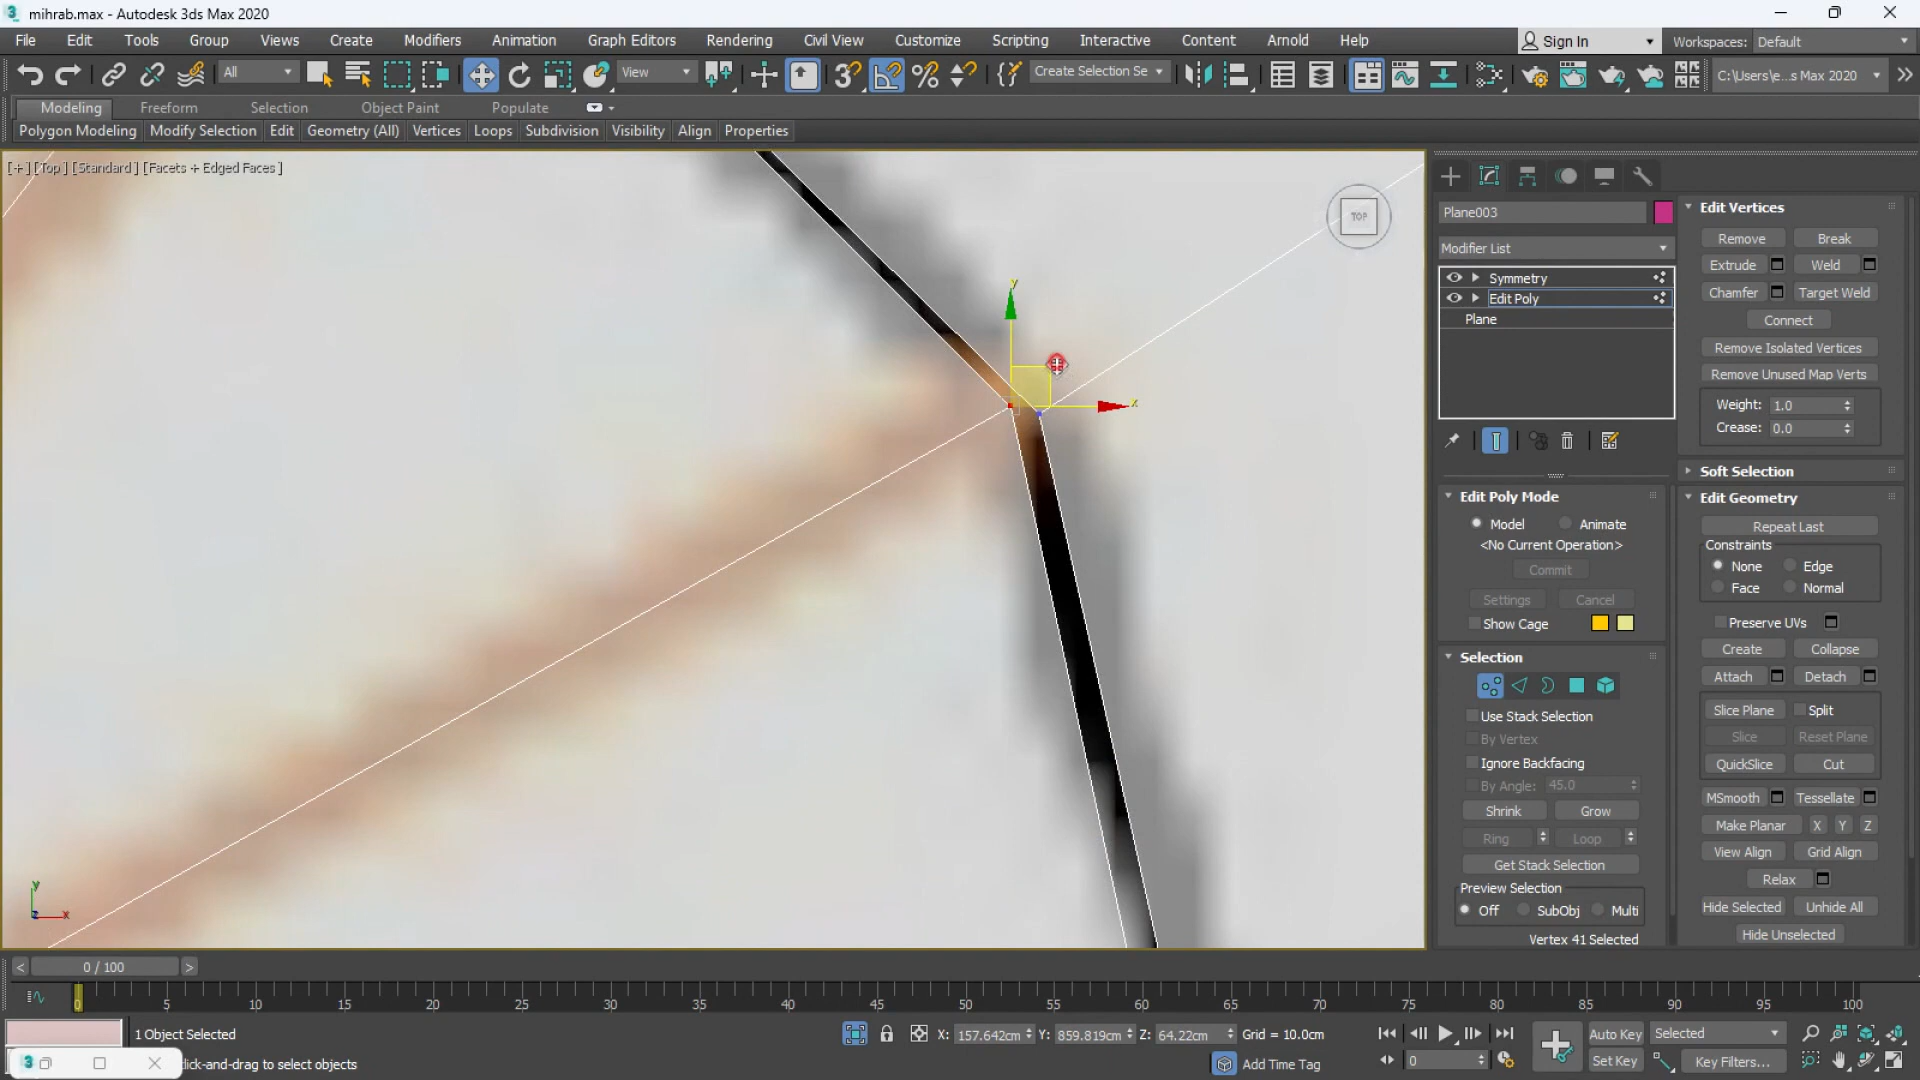 mihrab.max - Autodesk 3ds Max 2020
File Edit Tools Group Views Create Modifiers Animation Graph Editors Rendering Civil View Customize Scripting Interactive Content Arnold Help Sign In Workspaces: Default
All View Create Selection Se C:\Users\e...s Max 2020
Modeling Freeform Selection Object Paint Populate
Polygon Modeling Modify Selection Edit Geometry (All) Vertices Loops Subdivision Visibility Align Properties
[+] [Top] [Standard] [Facets + Edged Faces]
TOP
y
x
y
z
x
Plane003
Modifier List
Symmetry
Edit Poly
Plane
Edit Poly Mode
Model Animate
<No Current Operation>
Commit
Settings Cancel
Show Cage
Selection
Use Stack Selection
By Vertex
Ignore Backfacing
By Angle: 45.0
Shrink Grow
Ring Loop
Get Stack Selection
Preview Selection
Off SubObj Multi
Vertex 41 Selected
Edit Vertices
Remove Break
Extrude Weld
Chamfer Target Weld
Connect
Remove Isolated Vertices
Remove Unused Map Verts
Weight: 1.0
Crease: 0.0
Soft Selection
Edit Geometry
Repeat Last
Constraints
None Edge
Face Normal
Preserve UVs
Create Collapse
Attach Detach
Slice Plane Split
Slice Reset Plane
QuickSlice Cut
MSmooth Tessellate
Make Planar X Y Z
View Align Grid Align
Relax
Hide Selected Unhide All
Hide Unselected
< 0 / 100 >
0 5 10 15 20 25 30 35 40 45 50 55 60 65 70 75 80 85 90 95 100
1 Object Selected X: 157.642cm Y: 859.819cm Z: 64.22cm Grid = 10.0cm Auto Key Selected
lick-and-drag to select objects Add Time Tag 0 Set Key Key Filters...